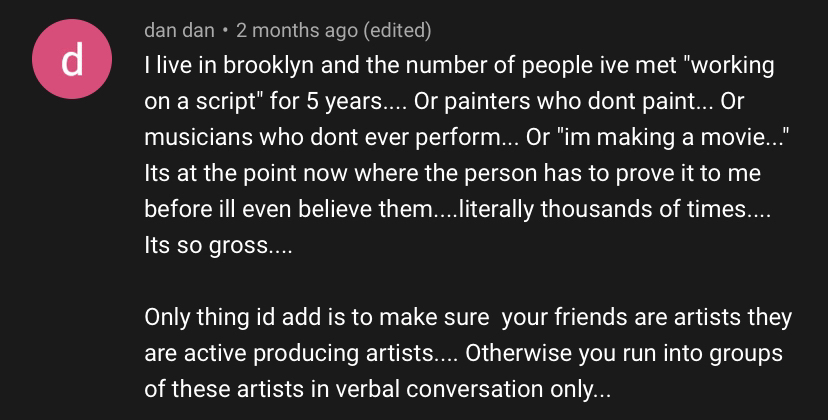 d
dan dan • 2 months ago (edited)
I live in brooklyn and the number of people ive met "working
on a script" for 5 years.... Or painters who dont paint... Or
musicians who dont ever perform... Or "im making a movie..."
Its at the point now where the person has to prove it to me
before ill even believe them....literally thousands of times....
Its so gross....
Only thing id add is to make sure  your friends are artists they
are active producing artists.... Otherwise you run into groups
of these artists in verbal conversation only...